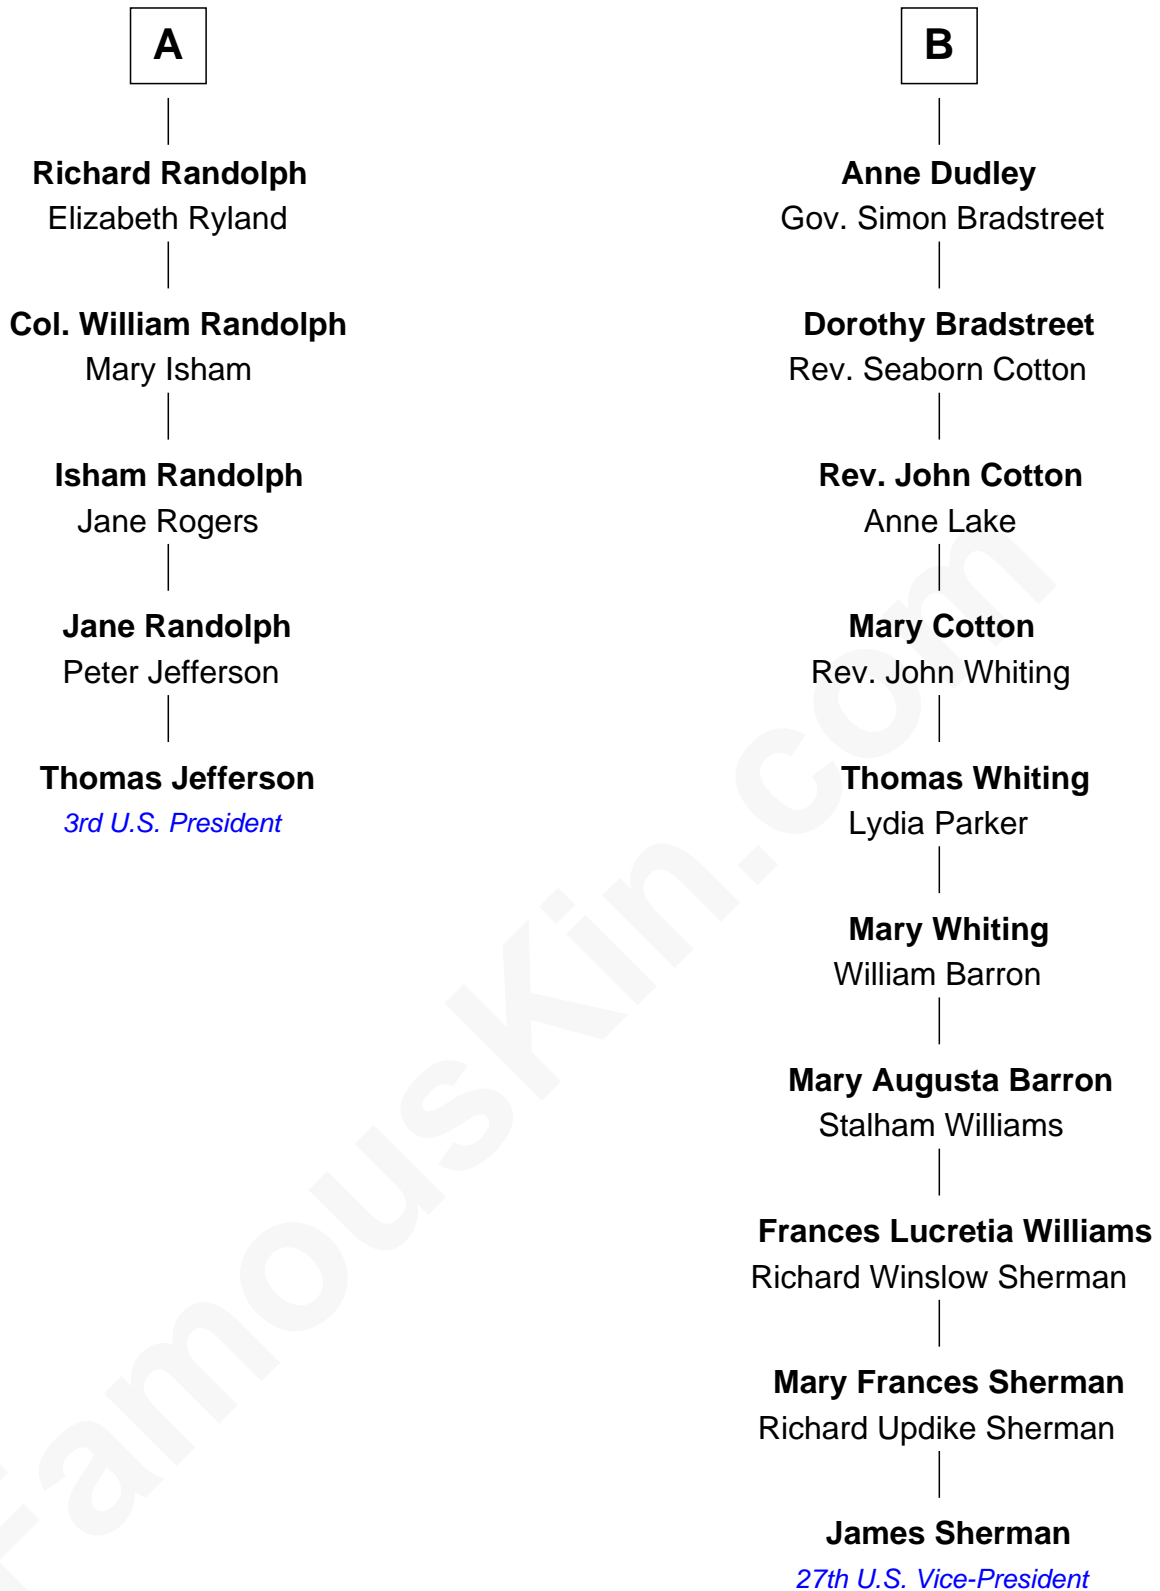 A
Richard Randolph
Elizabeth Ryland
Col. William Randolph
Mary Isham
Isham Randolph
Jane Rogers
Jane Randolph
Peter Jefferson
Thomas Jefferson
3rd U.S. President
B
Anne Dudley
Gov. Simon Bradstreet
Dorothy Bradstreet
Rev. Seaborn Cotton
Rev. John Cotton
Anne Lake
Mary Cotton
Rev. John Whiting
Thomas Whiting
Lydia Parker
Mary Whiting
William Barron
Mary Augusta Barron
Stalham Williams
Frances Lucretia Williams
Richard Winslow Sherman
Mary Frances Sherman
Richard Updike Sherman
James Sherman
27th U.S. Vice-President
FamousKin.com